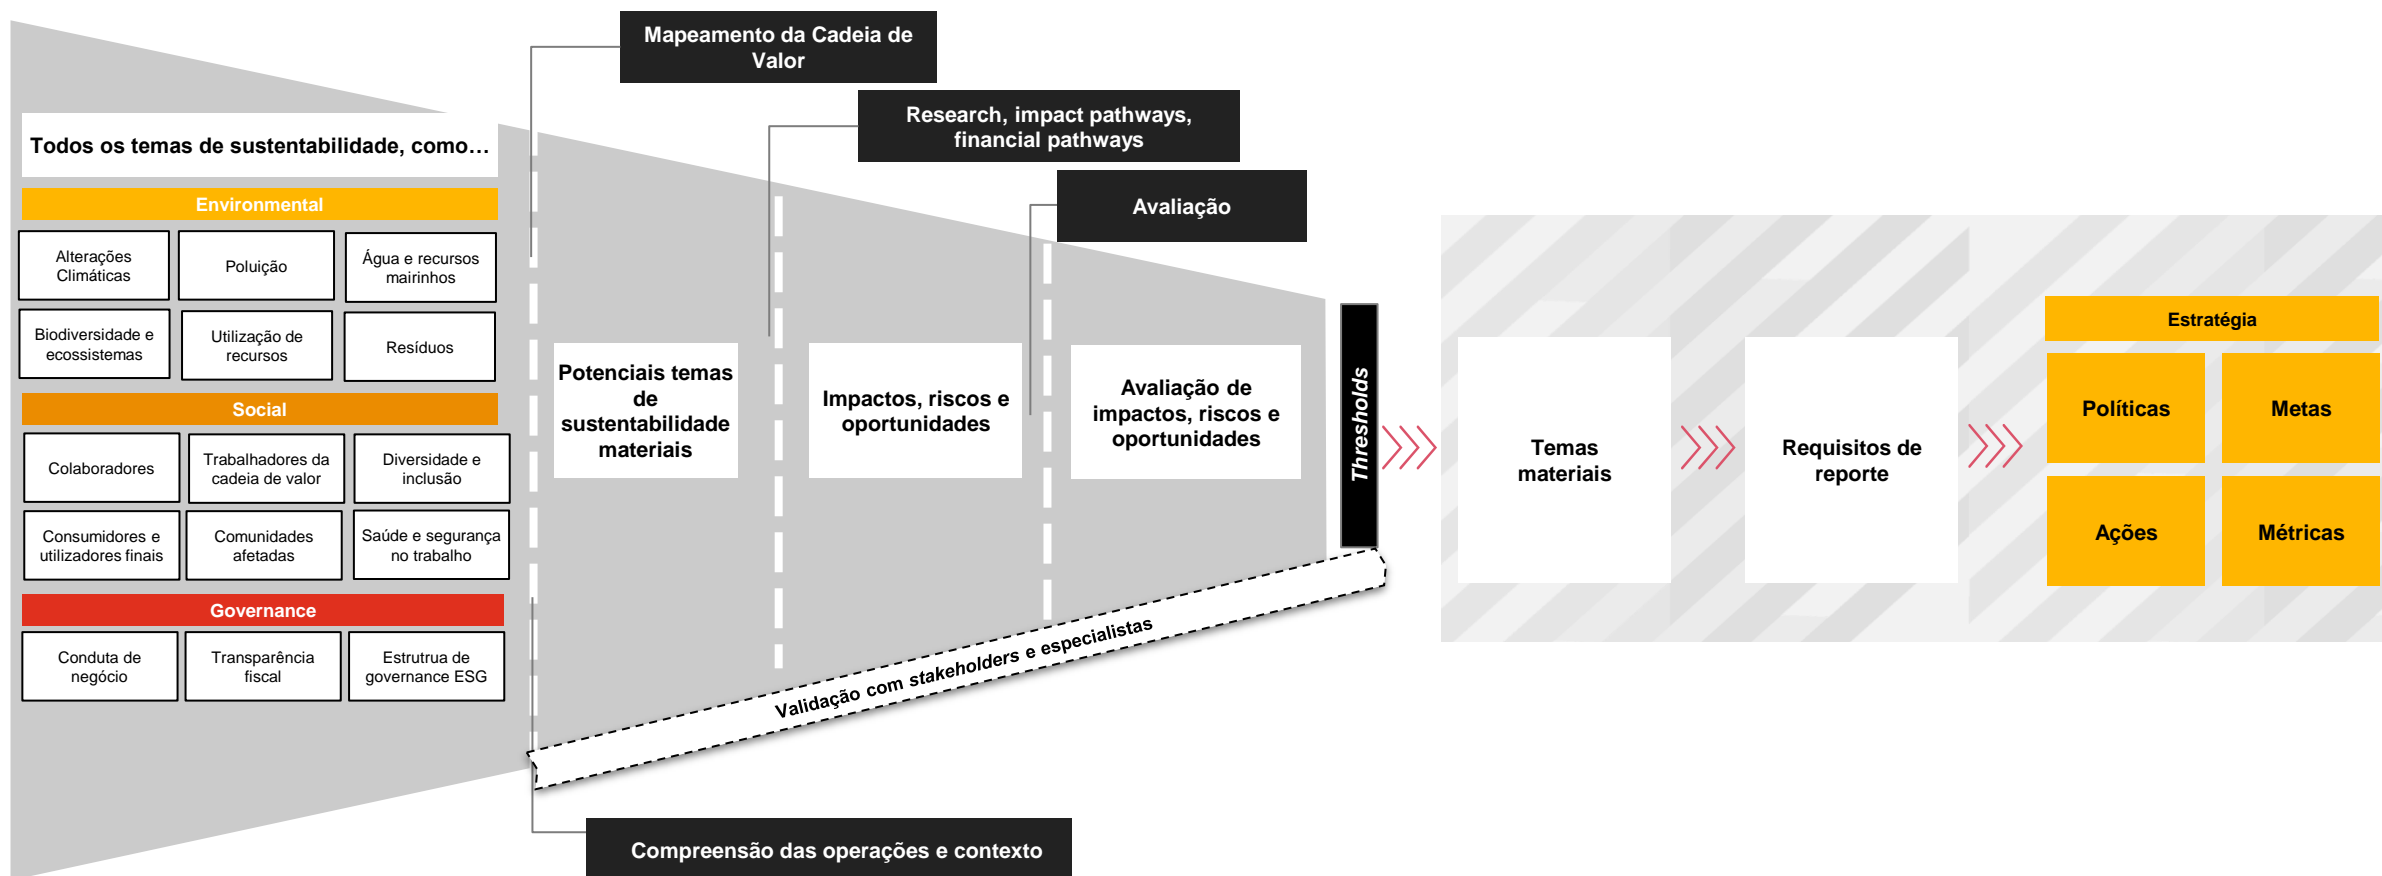 Mapeamento da Cadeia de
Valor
Research, impact pathways,
financial pathways
Avaliação
Todos os temas de sustentabilidade, como…
Environmental
Alterações
Climáticas
Poluição
Água e recursos
mairinhos
Biodiversidade e
ecossistemas
Utilização de
recursos
Resíduos
Social
Colaboradores
Trabalhadores da
cadeia de valor
Diversidade e
inclusão
Consumidores e
utilizadores finais
Comunidades
afetadas
Saúde e segurança
no trabalho
Governance
Conduta de
negócio
Transparência
fiscal
Estrutrua de
governance ESG
Potenciais temas
de
sustentabilidade
materiais
Impactos, riscos e
oportunidades
Avaliação de
impactos, riscos e
oportunidades
Thresholds
Validação com stakeholders e especialistas
Compreensão das operações e contexto
Temas
materiais
Requisitos de
reporte
Estratégia
Políticas
Metas
Ações
Métricas